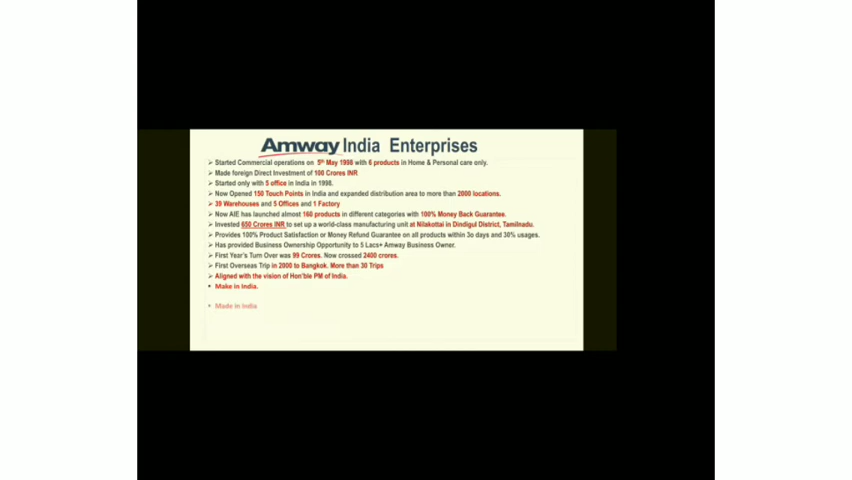 Amway India Enterprises
➢ Started Commercial operations on 5th May 1998 with 6 products in Home & Personal care only.
➢ Made foreign Direct Investment of 100 Crores INR
➢ Started only with 5 office in India in 1998.
➢ Now Opened 150 Touch Points in India and expanded distribution area to more than 2000 locations.
➢ 39 Warehouses and 5 Offices and 1 Factory
➢ Now AIE has launched almost 160 products in different categories with 100% Money Back Guarantee.
➢ Invested 650 Crores INR to set up a world-class manufacturing unit at Nilakottai in Dindigul District, Tamilnadu.
➢ Provides 100% Product Satisfaction or Money Refund Guarantee on all products within 3o days and 30% usages.
➢ Has provided Business Ownership Opportunity to 5 Lacs+ Amway Business Owner.
➢ First Year's Turn Over was 99 Crores. Now crossed 2400 crores.
➢ First Overseas Trip in 2000 to Bangkok. More than 30 Trips
➢ Aligned with the vision of Hon'ble PM of India.
• Make in India.
• Made in India